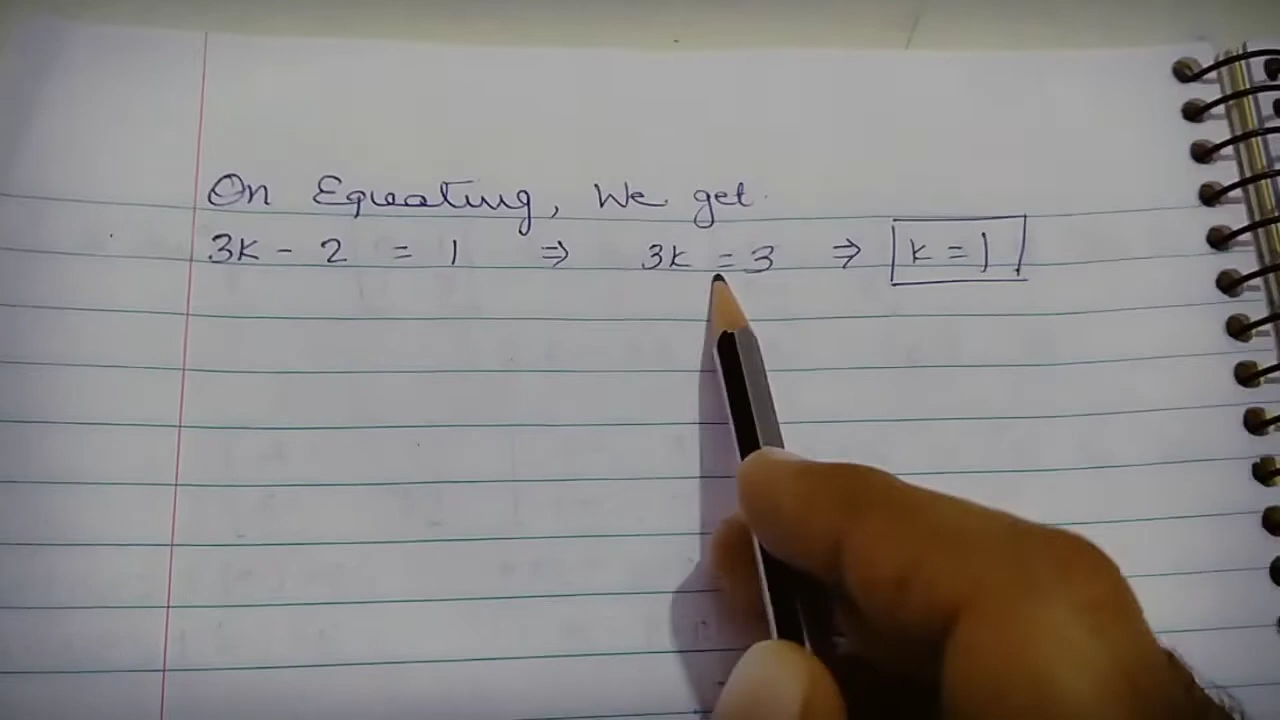 On Equating, We get.
3k - 2 = 1 ⇒ 3k = 3 ⇒ k = 1